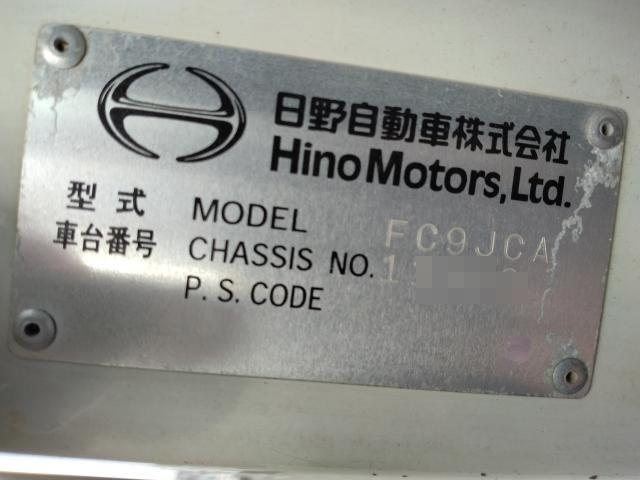 日野自動車株式会社
Hino Motors, Ltd.
型式 MODEL FC9JCA
車台番号 CHASSIS NO. 11
P. S. CODE